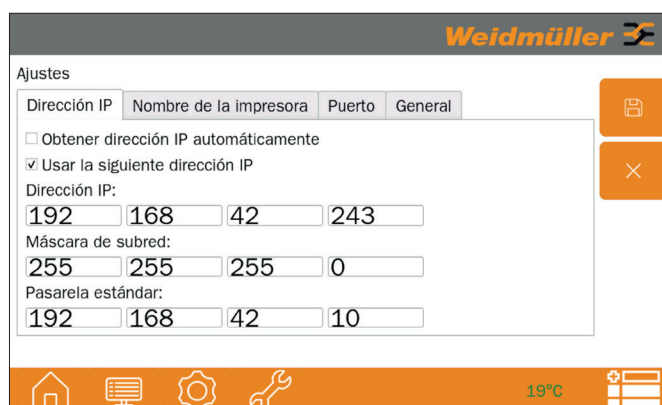 Weidmüller
Ajustes
Dirección IP Nombre de la impresora Puerto General
Obtener dirección IP automáticamente
Usar la siguiente dirección IP
Dirección IP:
192 168 42 243
Máscara de subred:
255 255 255 0
Pasarela estándar:
192 168 42 10
19°C